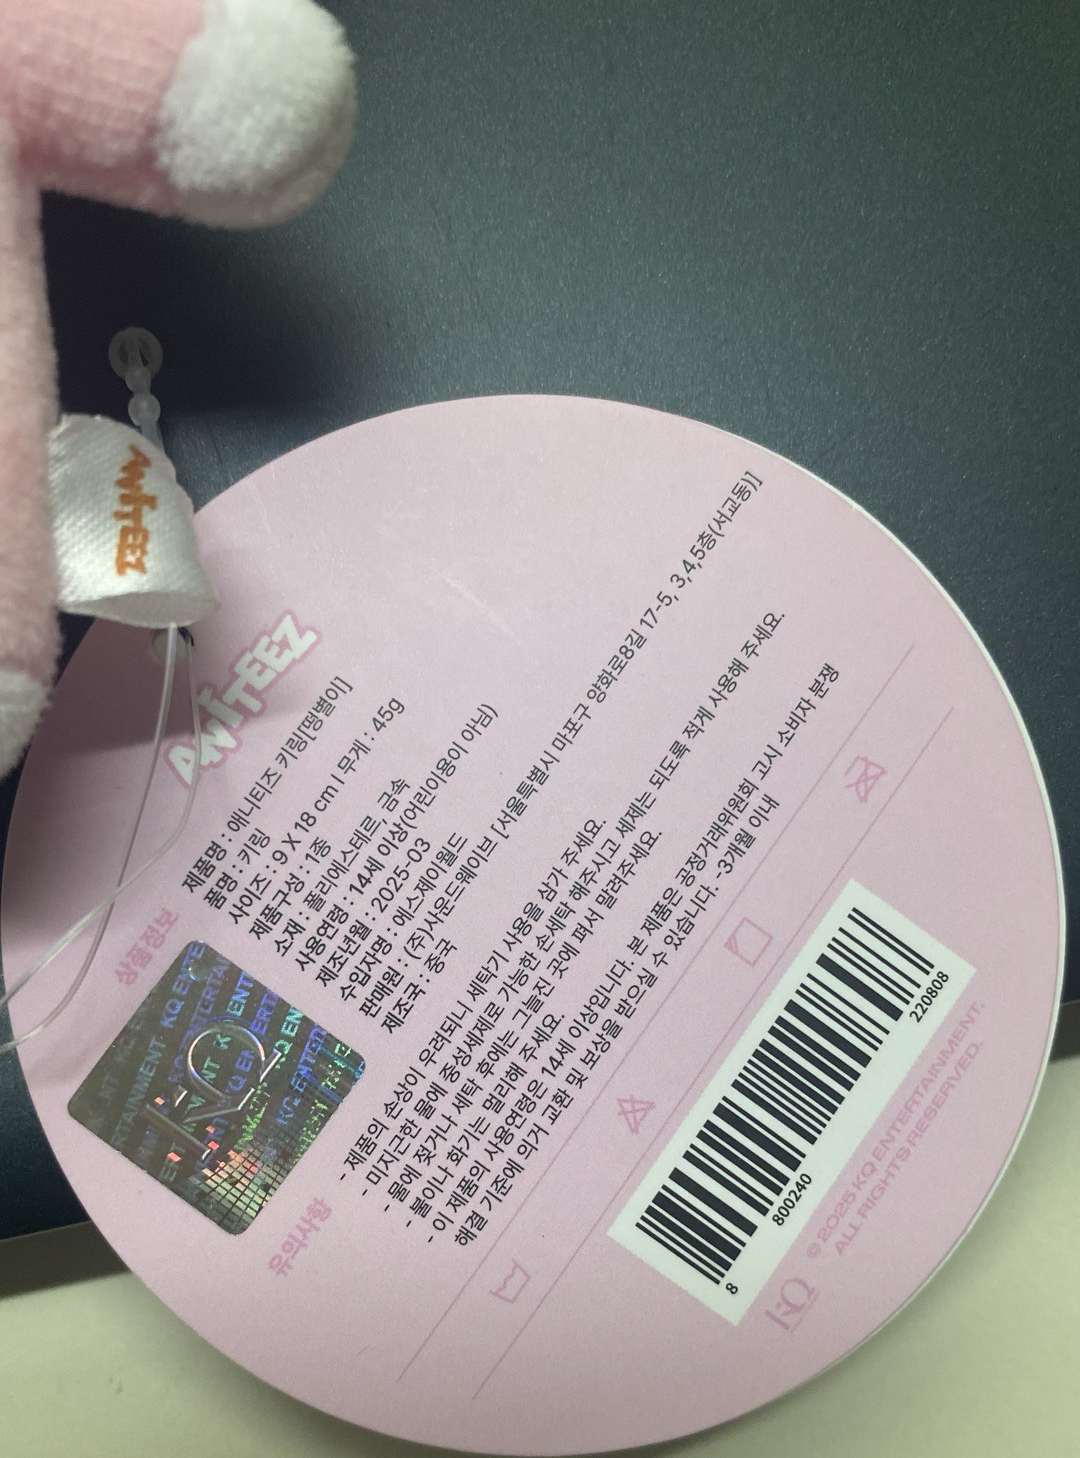 ANITEEZ
ANITEEZ
상품정보
제품명 : 애니티즈 키링[띵별이]
품명 : 키링
사이즈 : 9 X 18 cm I 무게 : 45g
제품구성 : 1종
소재 : 폴리에스테르, 금속
사용연령 : 14세 이상(어린이용이 아님)
제조년월 : 2025-03
수입자명 : 에스제이월드
판매원 : (주)사운드웨이브 [서울특별시 마포구 양화로8길 17-5, 3,4,5층(서교동)]
제조국 : 중국
유의사항
- 제품의 손상이 우려되니 세탁기 사용을 삼가 주세요.
- 미지근한 물에 중성세제로 가능한 손세탁 해주시고 세제는 되도록 적게 사용해 주세요.
- 물에 젖거나 세탁 후에는 그늘진 곳에 펴서 말려주세요.
- 불이나 화기는 멀리해 주세요.
- 이 제품의 사용연령은 14세 이상입니다. 본 제품은 공정거래위원회 고시 소비자 분쟁
해결 기준에 의거 교환 및 보상을 받으실 수 있습니다. -3개월 이내
8 800240 220808
KQ
© 2025 KQ ENTERTAINMENT.
ALL RIGHTS RESERVED.